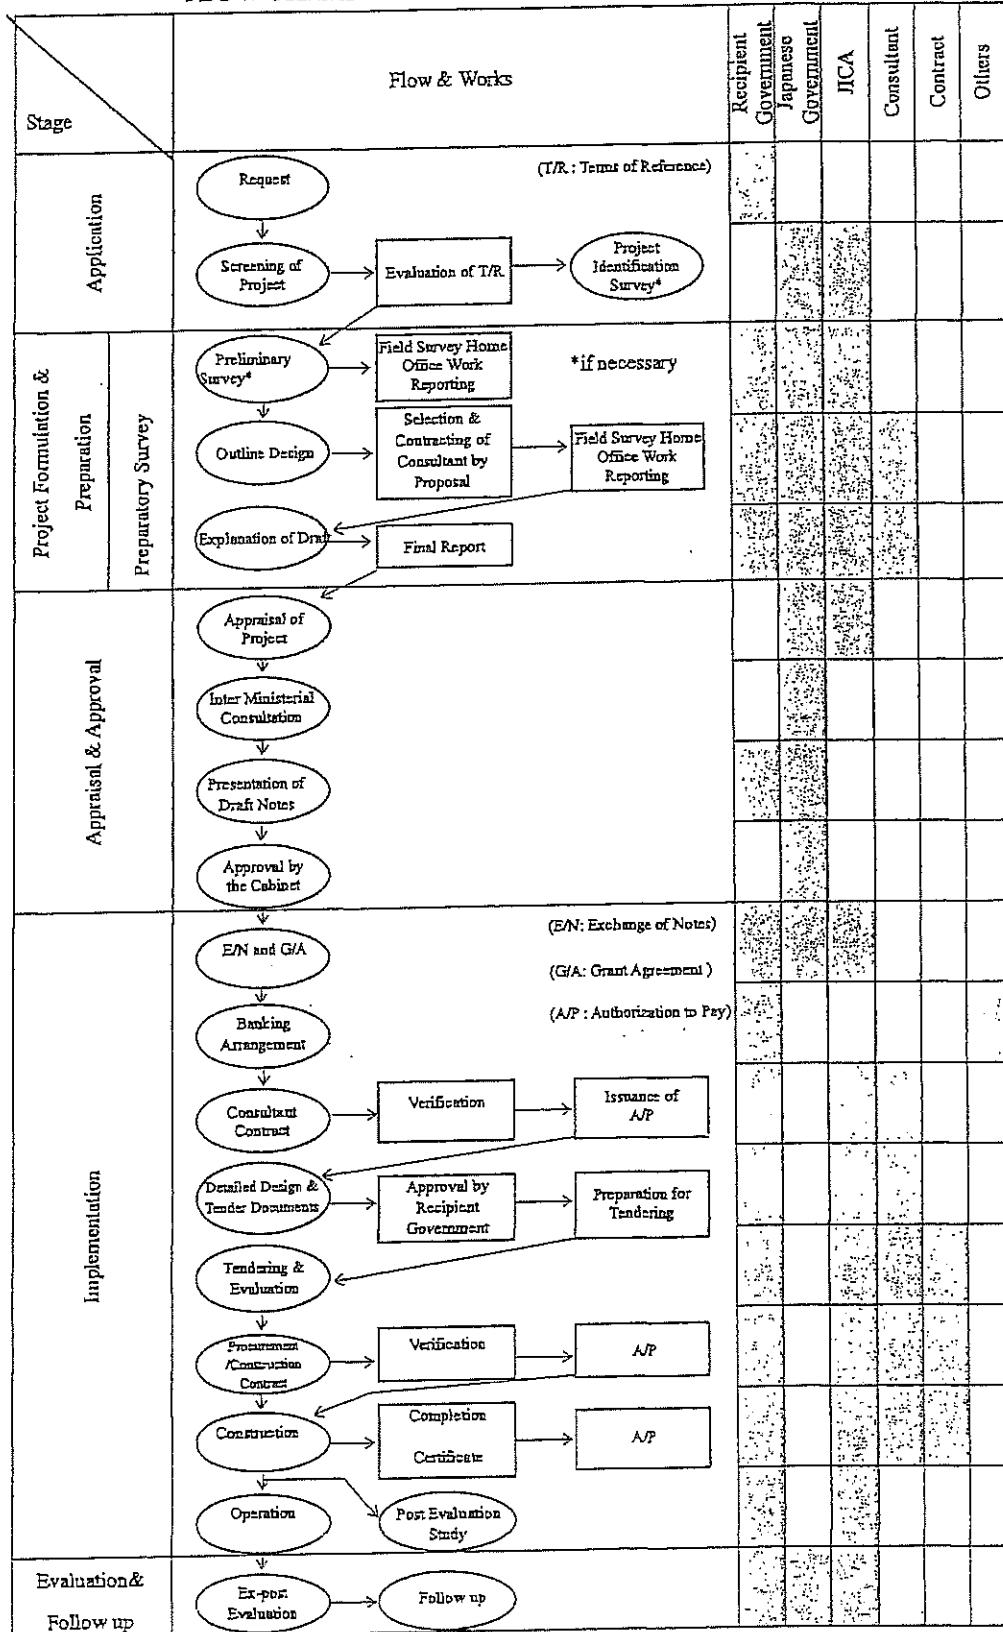 Stage
Flow & Works
Recipient
Government
Japanese
Government
JICA
Consultant
Contract
Others
Application
Request
(T/R : Terms of Reference)
Screening of
Project
Evaluation of T/R
Project
Identification
Survey*
Project Formulation &
Preparation
Preparatory Survey
Preliminary
Survey*
Field Survey Home
Office Work
Reporting
*if necessary
Outline Design
Selection &
Contracting of
Consultant by
Proposal
Field Survey Home
Office Work
Reporting
Explanation of Draft
Final Report
Appraisal & Approval
Appraisal of
Project
Inter Ministerial
Consultation
Presentation of
Draft Notes
Approval by
the Cabinet
Implementation
E/N and G/A
(E/N: Exchange of Notes)
(G/A: Grant Agreement )
(A/P : Authorization to Pay)
Banking
Arrangement
Consultant
Contract
Verification
Issuance of
A/P
Detailed Design &
Tender Documents
Approval by
Recipient
Government
Preparation for
Tendering
Tendering &
Evaluation
Procurement
/Construction
Contract
Verification
A/P
Construction
Completion
Certificate
A/P
Operation
Post Evaluation
Study
Evaluation&
Follow up
Ex-post
Evaluation
Follow up